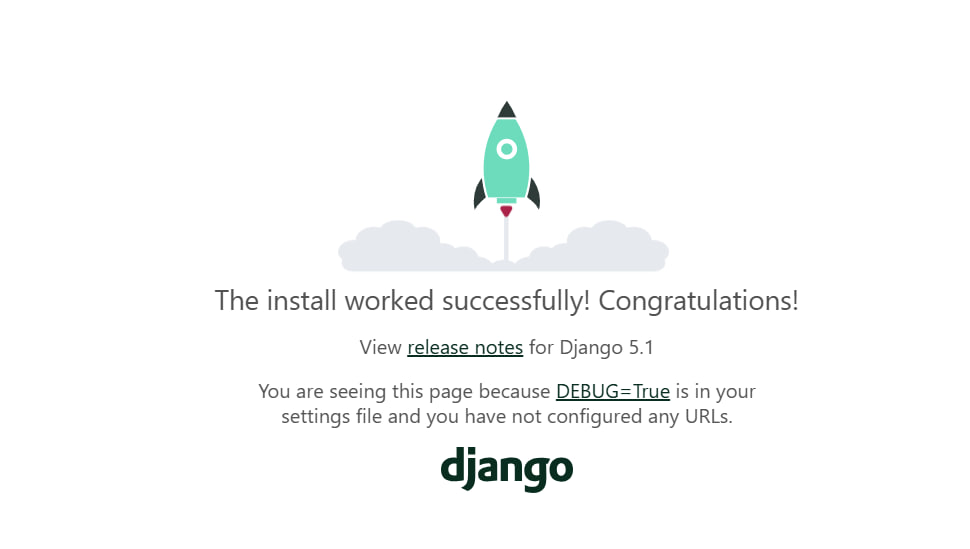 The install worked successfully! Congratulations!
View release notes for Django 5.1
You are seeing this page because DEBUG=True is in your
settings file and you have not configured any URLs.
django